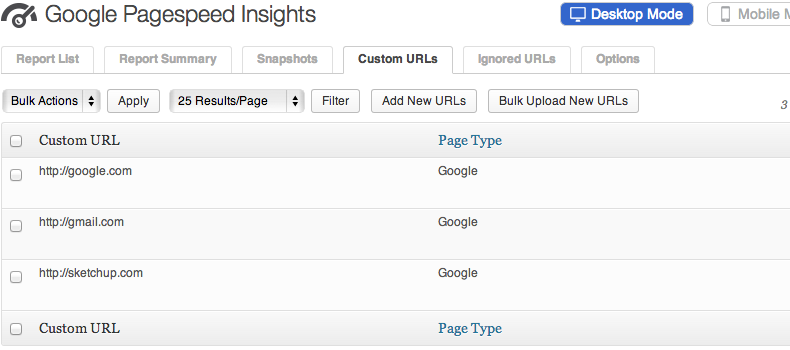 Google Pagespeed Insights Desktop Mode Mobile M
Report List Report Summary Snapshots Custom URLs Ignored URLs Options
Bulk Actions Apply 25 Results/Page Filter Add New URLs Bulk Upload New URLs 3
Custom URL Page Type
http://google.com Google
http://gmail.com Google
http://sketchup.com Google
Custom URL Page Type